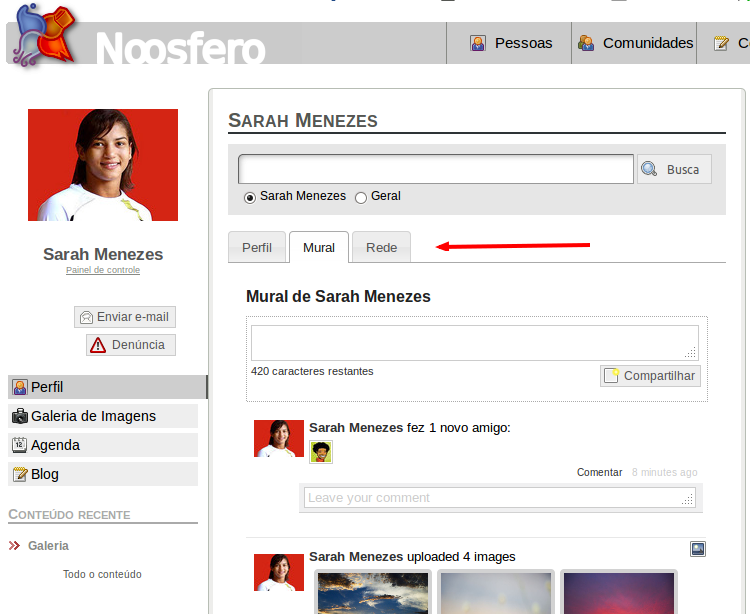 Noosfero
Pessoas
Comunidades
C
Sarah Menezes
Painel de controle
Enviar e-mail
Denúncia
Perfil
Galeria de Imagens
Agenda
Blog
CONTEÚDO RECENTE
Galeria
Todo o conteúdo
SARAH MENEZES
Busca
Sarah Menezes Geral
Perfil Mural Rede
Mural de Sarah Menezes
420 caracteres restantes
Compartilhar
Sarah Menezes fez 1 novo amigo:
Comentar 8 minutes ago
Leave your comment
Sarah Menezes uploaded 4 images